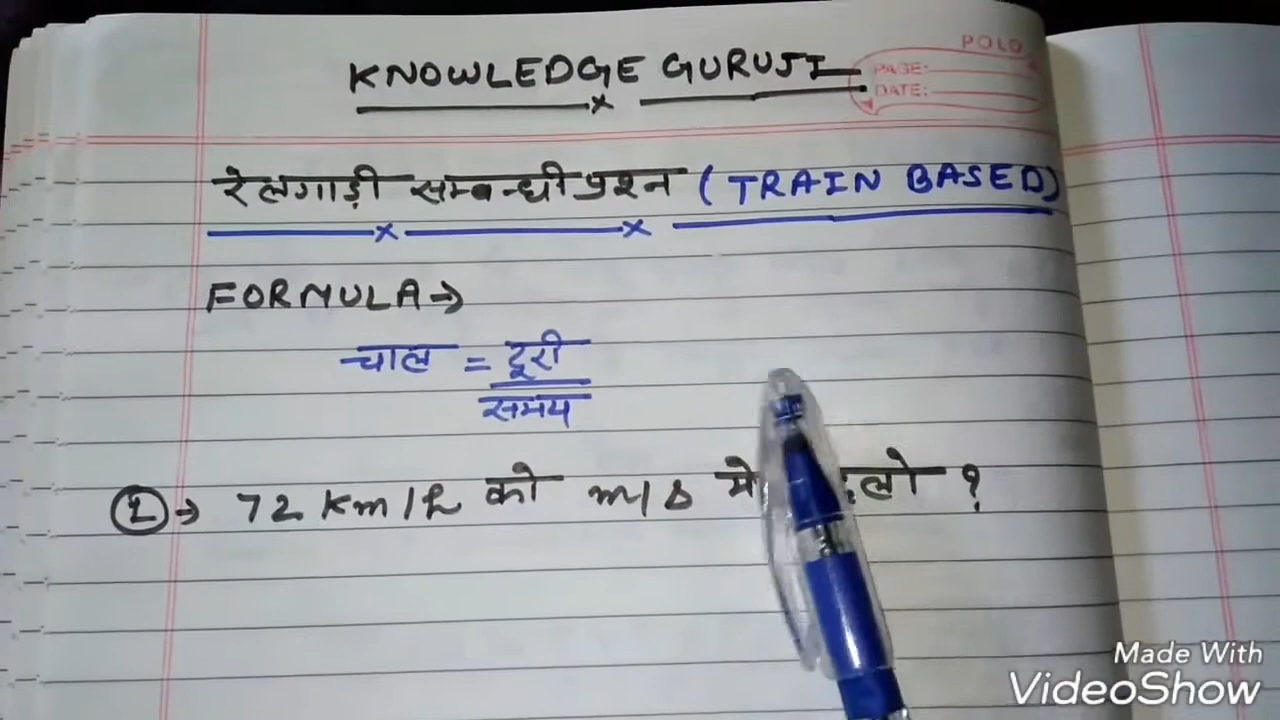 KNOWLEDGE GURUJI
POLO
PAGE:
DATE:
रेलगाड़ी सम्बन्धी प्रश्न (TRAIN BASED)
FORMULA→
चाल = दूरी
समय
1→ 72 km/h को m/s मे ?
Made With
VideoShow